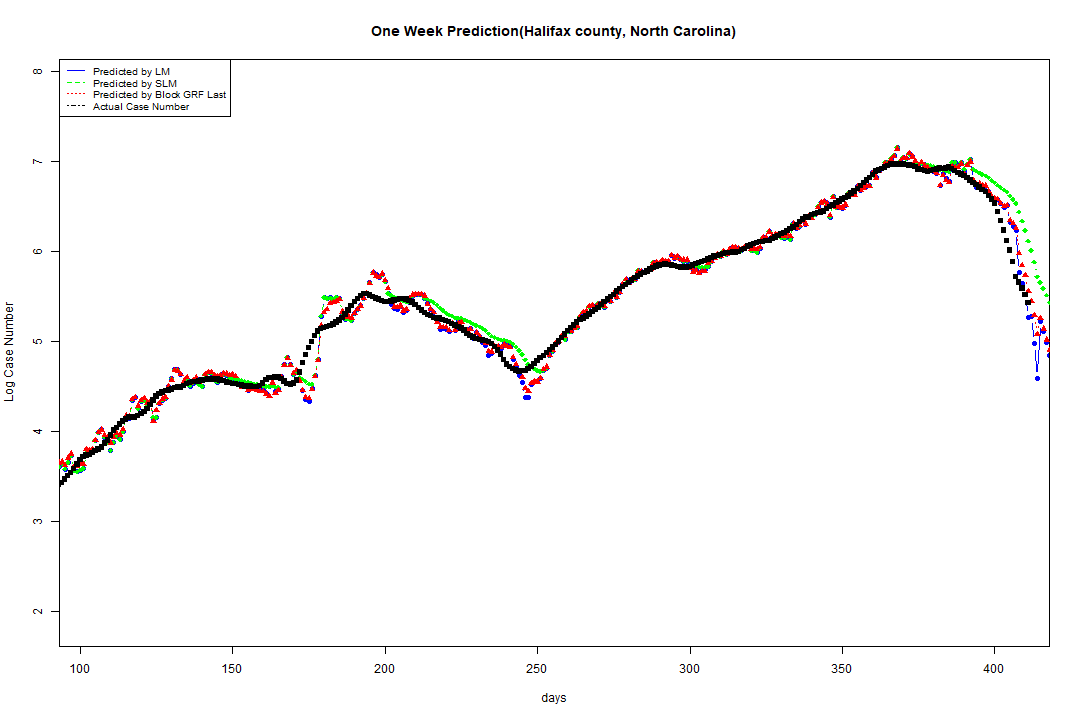 One Week Prediction(Halifax county, North Carolina)
Predicted by LM
Predicted by SLM
Predicted by Block GRF Last
Actual Case Number
8
7
6
5
4
3
2
Log Case Number
100 150 200 250 300 350 400
days